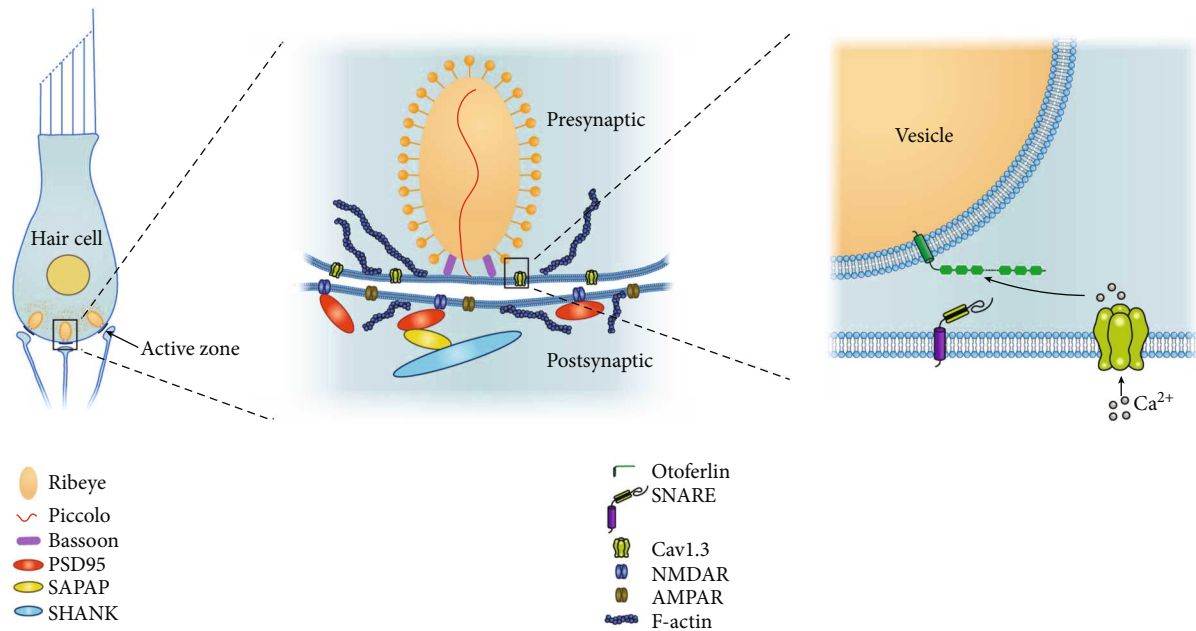 Hair cell
Active zone
Presynaptic
Postsynaptic
Vesicle
Ca²⁺
Ribeye
Piccolo
Bassoon
PSD95
SAPAP
SHANK
Otoferlin
SNARE
Cav1.3
NMDAR
AMPAR
F-actin